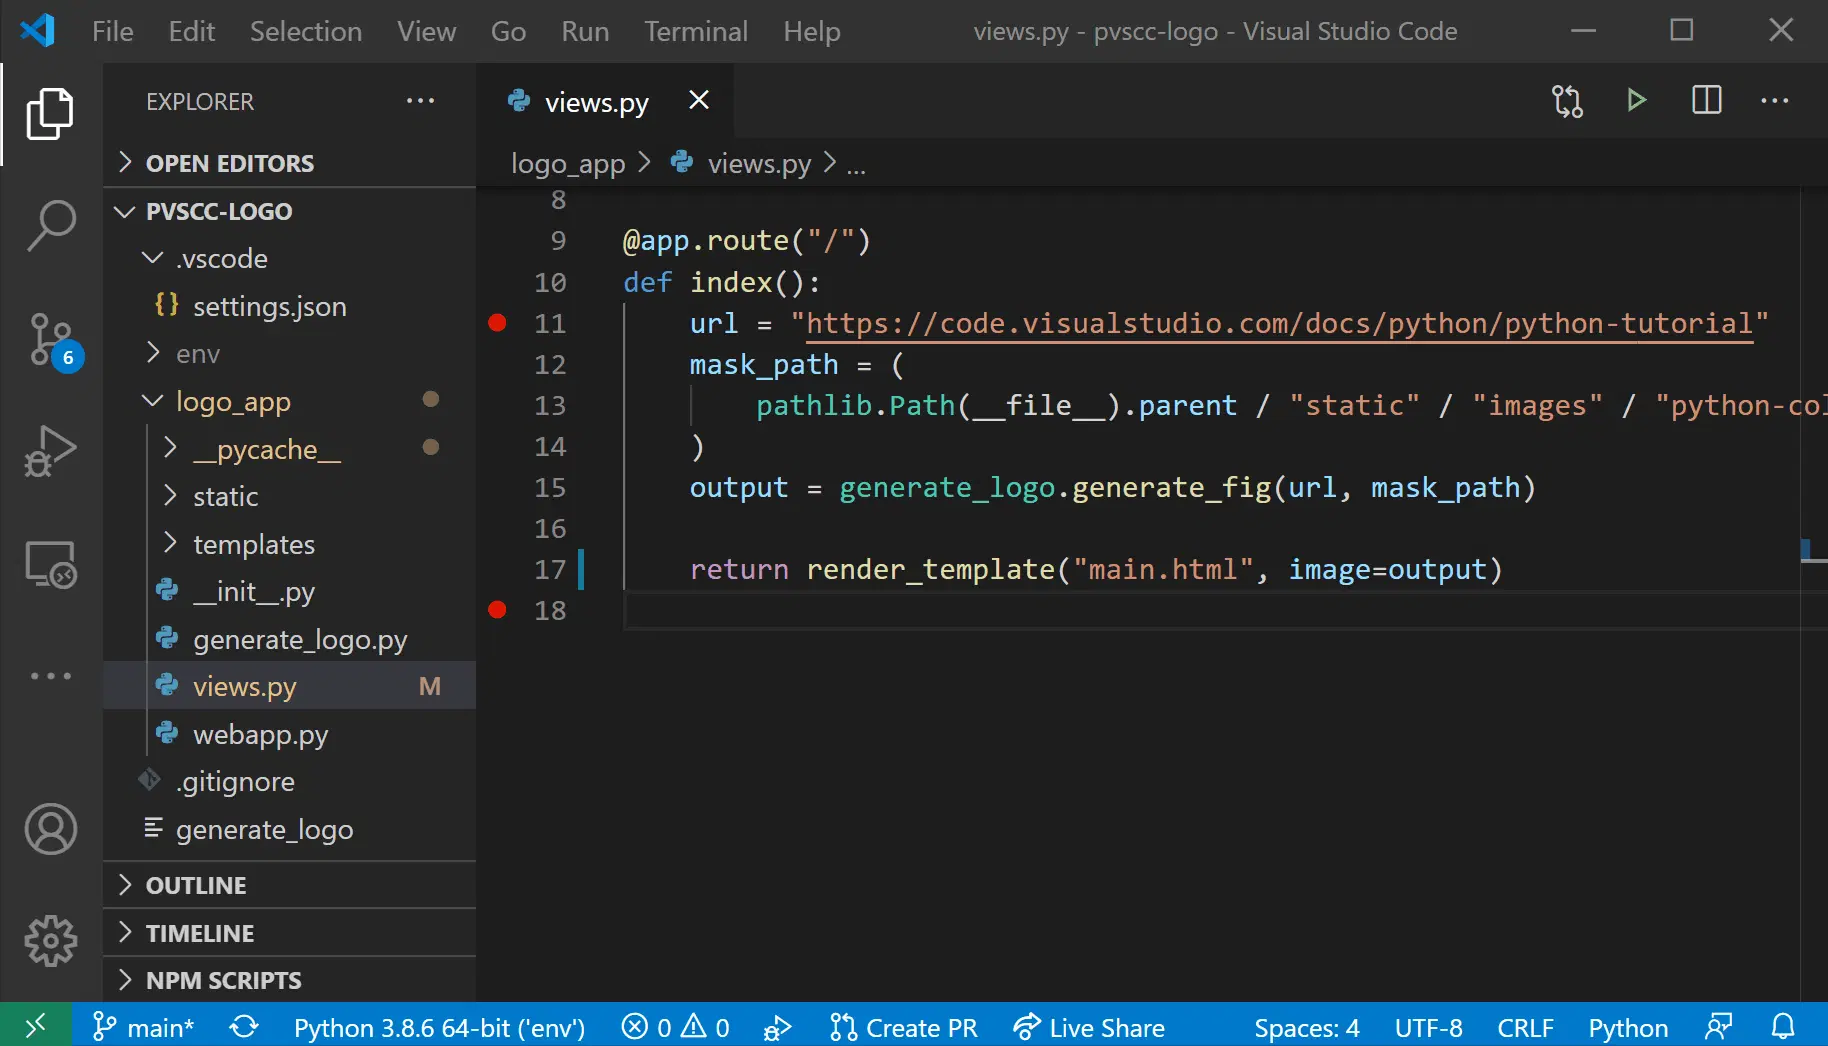 File Edit Selection View Go Run Terminal Help views.py - pvscc-logo - Visual Studio Code
EXPLORER
OPEN EDITORS
PVSCC-LOGO
.vscode
{} settings.json
env
logo_app
__pycache__
static
templates
__init__.py
generate_logo.py
views.py M
webapp.py
.gitignore
generate_logo
OUTLINE
TIMELINE
NPM SCRIPTS
6
views.py
logo_app > views.py > ...
8
9 @app.route("/")
10 def index():
11 url = "https://code.visualstudio.com/docs/python/python-tutorial"
12 mask_path = (
13 pathlib.Path(__file__).parent / "static" / "images" / "python-col
14 )
15 output = generate_logo.generate_fig(url, mask_path)
16
17 return render_template("main.html", image=output)
18
main* Python 3.8.6 64-bit ('env') 0 0 Create PR Live Share Spaces: 4 UTF-8 CRLF Python